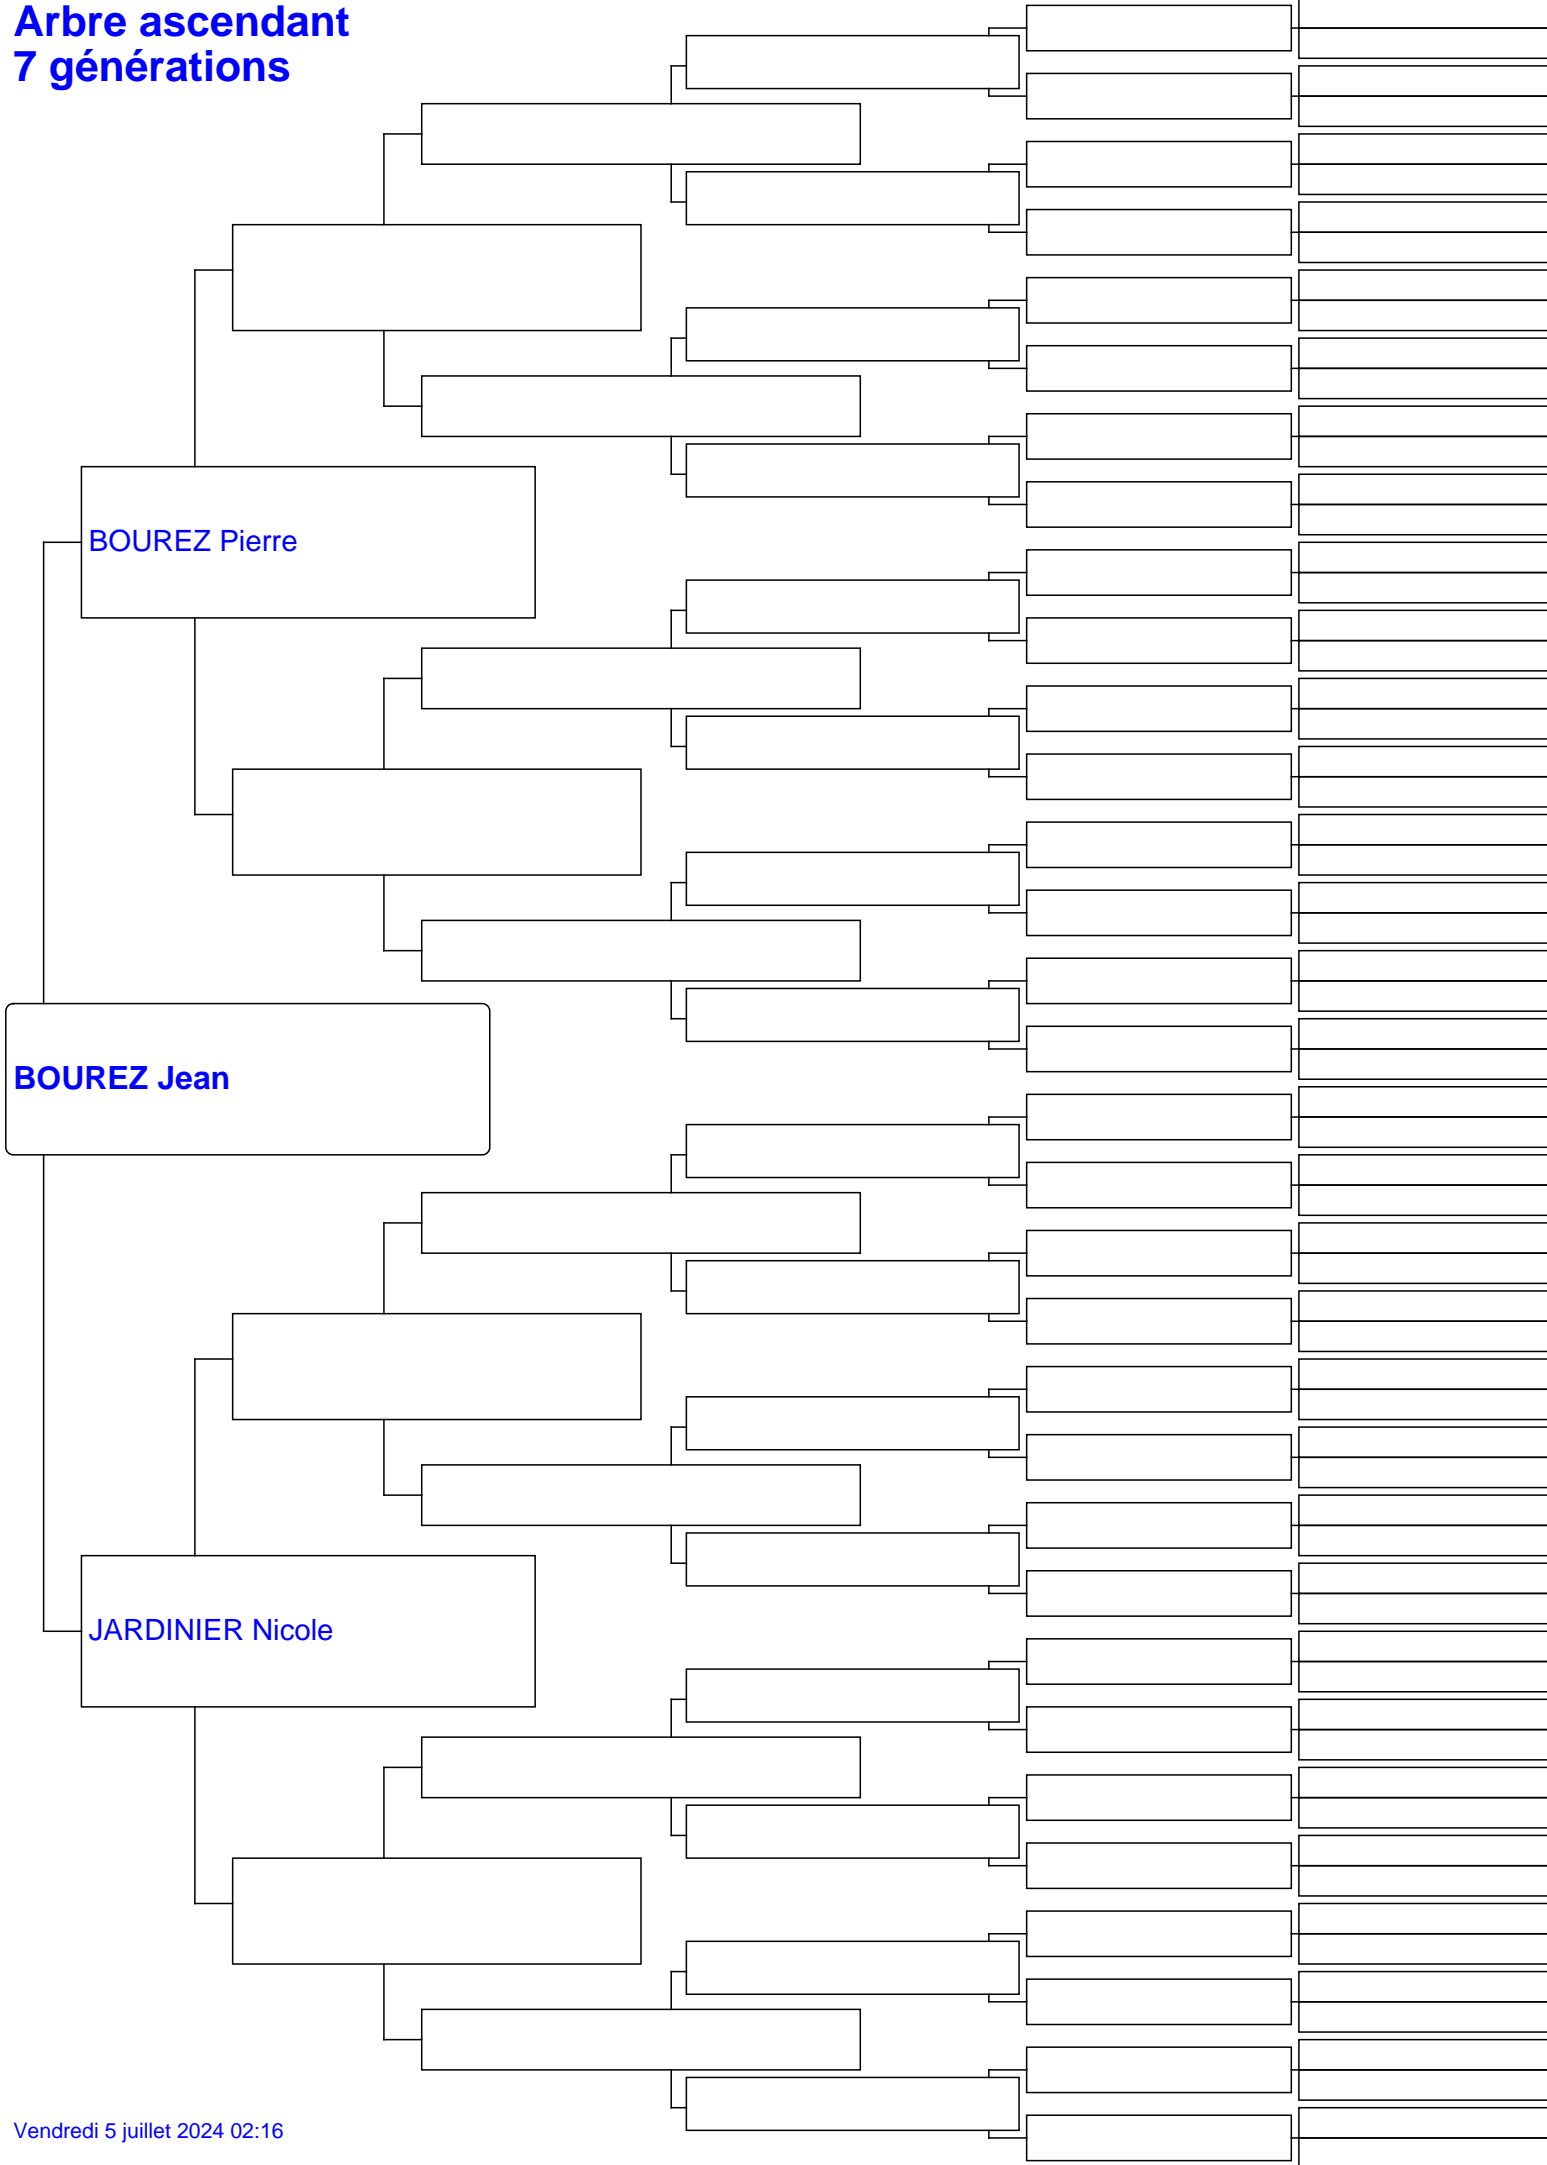 Arbre ascendant
7 générations
BOUREZ Pierre
BOUREZ Jean
JARDINIER Nicole
Vendredi 5 juillet 2024 02:16